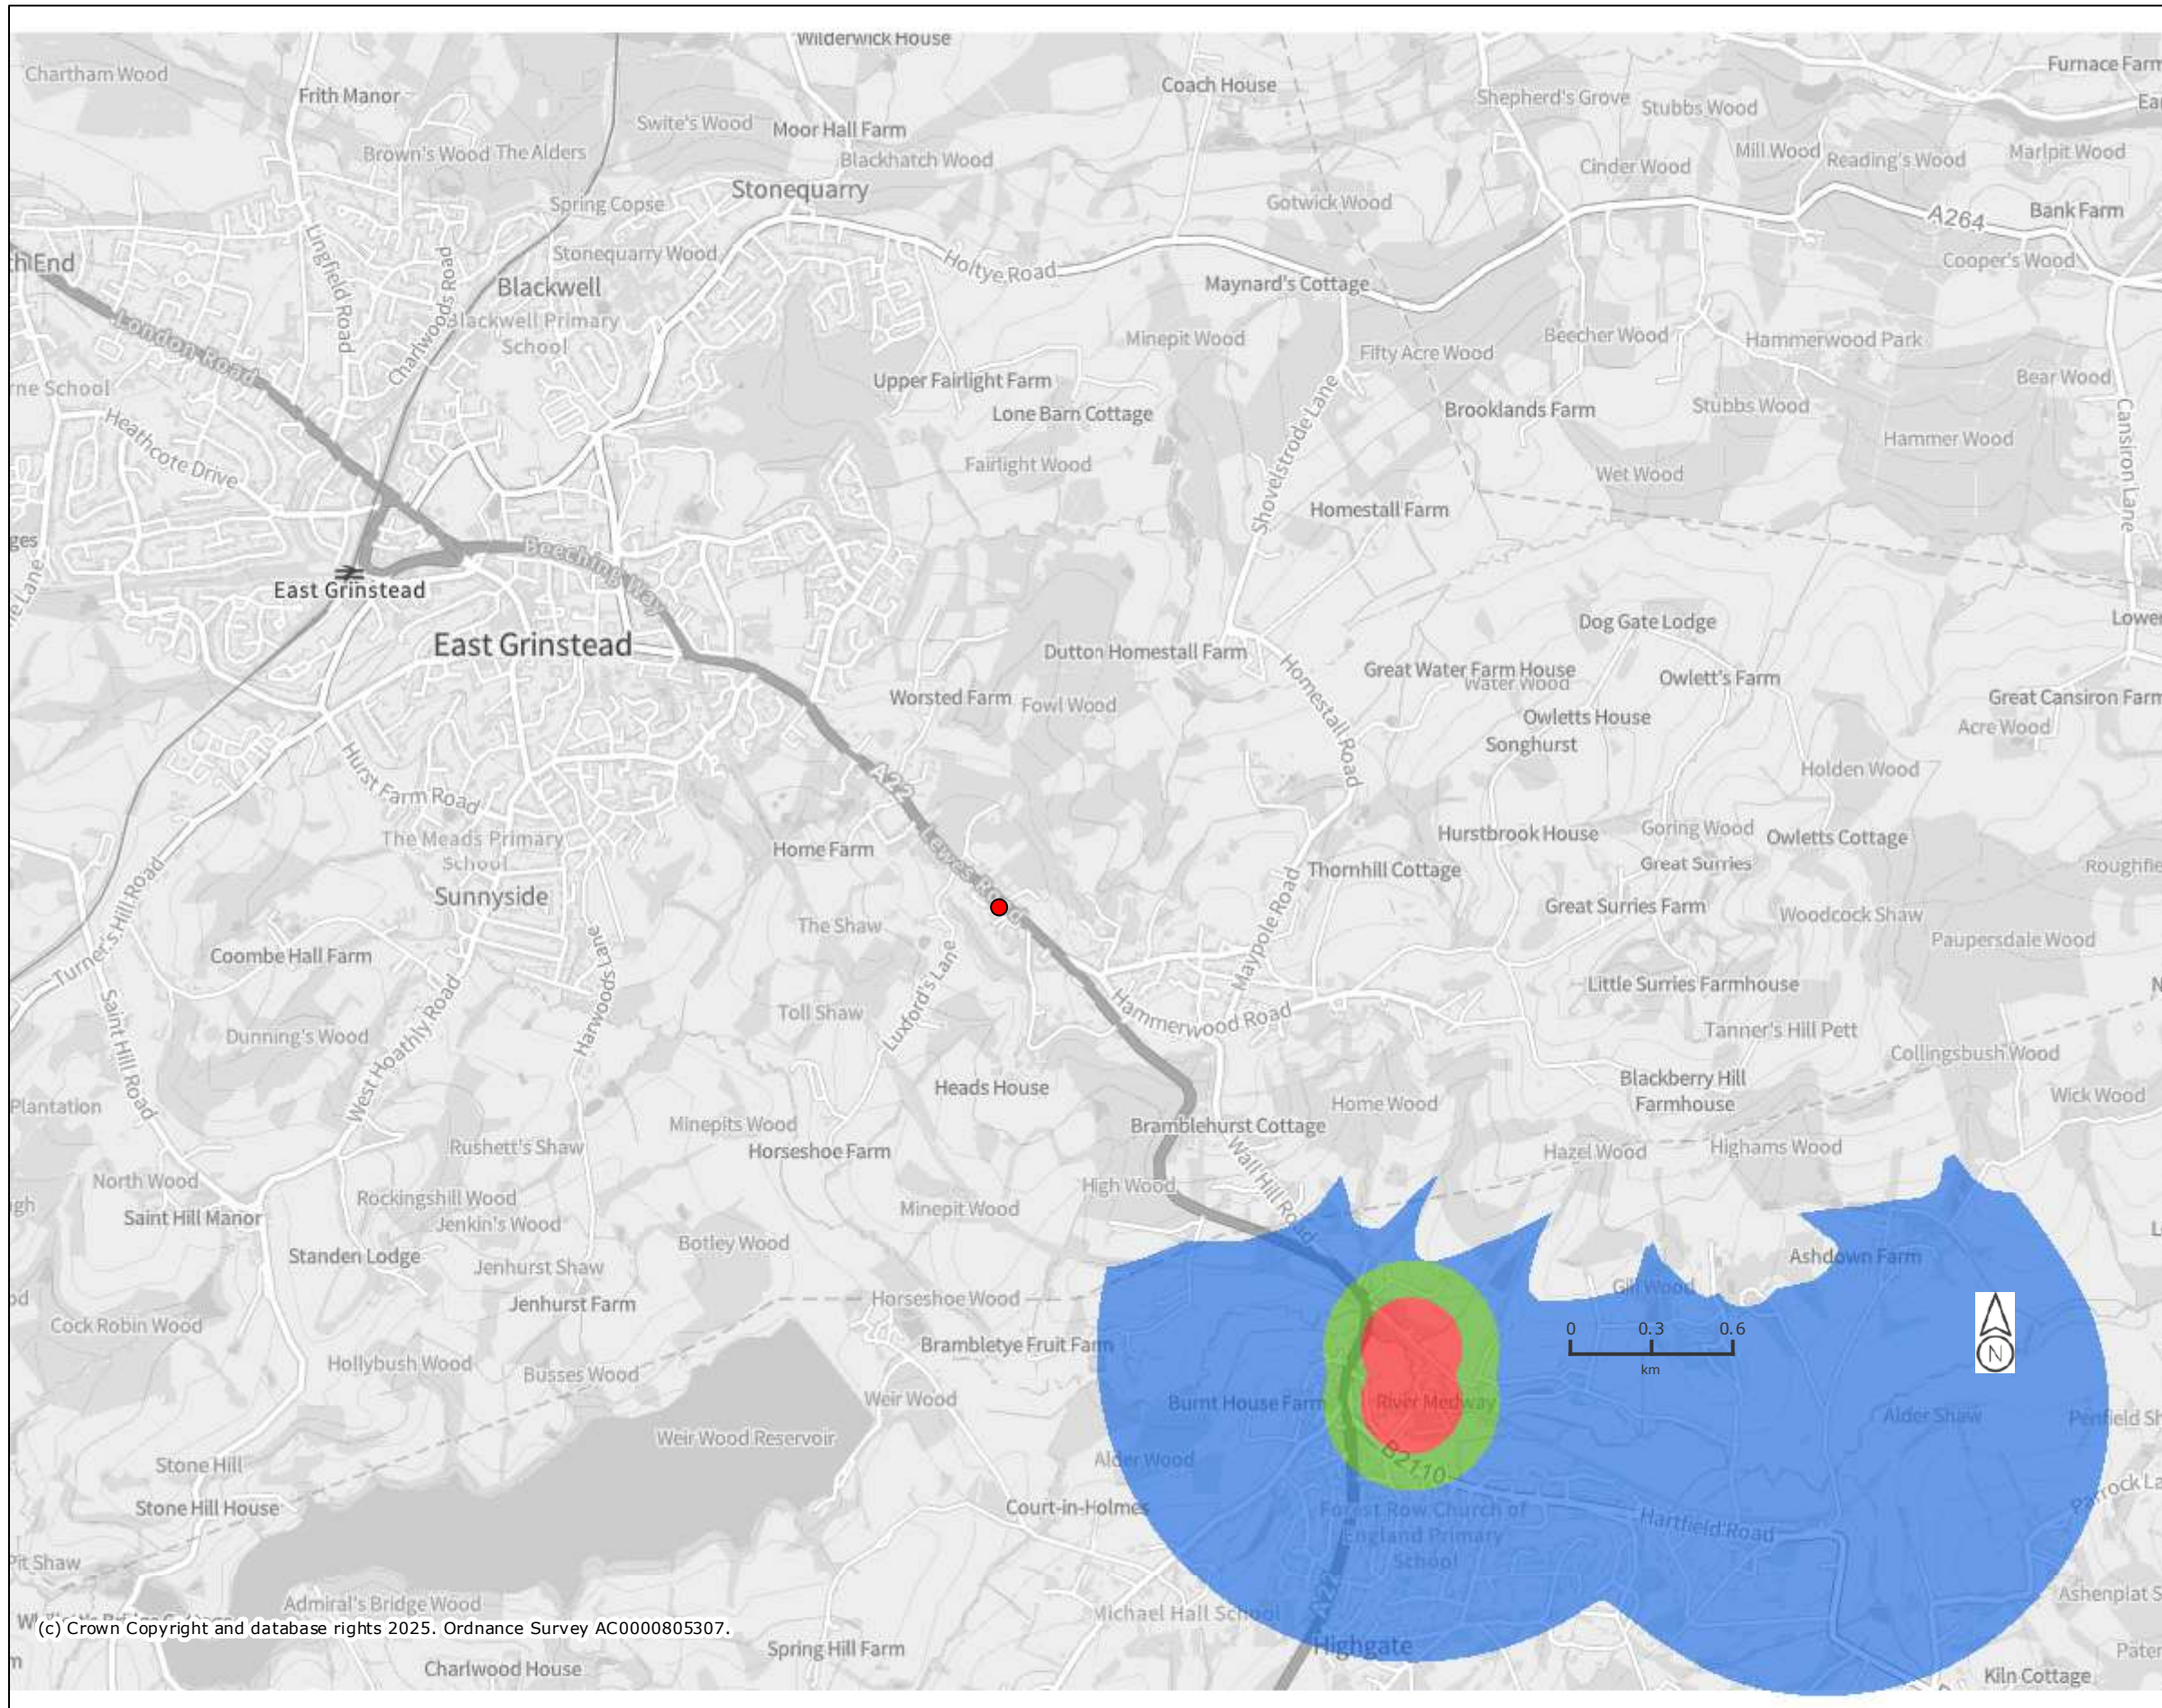 Wilderwick House
Chartham Wood
Frith Manor
Coach House
Furnace Farm
Shepherd's Grove
Stubbs Wood
Swite's Wood
Moor Hall Farm
Brown's Wood
The Alders
Blackhatch Wood
Cinder Wood
Mill Wood
Reading's Wood
Marlpit Wood
Stonequarry
Spring Copse
Gotwick Wood
A264
Bank Farm
Lingfield Road
Charlwoods Road
Stonequarry Wood
Holtye Road
Cooper's Wood
Blackwell
Maynard's Cottage
London Road
Blackwell Primary
School
Minepit Wood
Fifty Acre Wood
Beecher Wood
Hammerwood Park
Upper Fairlight Farm
Bear Wood
Lone Barn Cottage
Brooklands Farm
Stubbs Wood
Heathcote Drive
Shovelstrode Lane
Cansiron Lane
Hammer Wood
Fairlight Wood
Wet Wood
Homestall Farm
Beeching Way
East Grinstead
East Grinstead
Dog Gate Lodge
Dutton Homestall Farm
Homestall Road
Great Water Farm House
Water Wood
Owlett's Farm
Great Cansiron Farm
Worsted Farm
Fowl Wood
Owletts House
Songhurst
Acre Wood
Hurst Farm Road
A22
Holden Wood
The Meads Primary
School
Home Farm
Lewes Road
Hurstbrook House
Goring Wood
Owletts Cottage
Great Surries
Thornhill Cottage
Sunnyside
Great Surries Farm
Woodcock Shaw
The Shaw
Maypole Road
Turner's Hill Road
Coombe Hall Farm
Harwoods Lane
Luxford's Lane
Paupersdale Wood
Little Surries Farmhouse
Saint Hill Road
West Hoathly Road
Toll Shaw
Hammerwood Road
Tanner's Hill Pett
Dunning's Wood
Collingsbush Wood
Heads House
Blackberry Hill
Farmhouse
Plantation
Home Wood
Wick Wood
Minepits Wood
Bramblehurst Cottage
Rushett's Shaw
Horseshoe Farm
Wall Hill Road
Hazel Wood
Highams Wood
North Wood
High Wood
Rockingshill Wood
Saint Hill Manor
Jenkin's Wood
Minepit Wood
Botley Wood
Standen Lodge
Jenhurst Shaw
Ashdown Farm
Gill Wood
Jenhurst Farm
Horseshoe Wood
Cock Robin Wood
0 0.3 0.6
km
N
Brambletye Fruit Farm
Hollybush Wood
Busses Wood
Weir Wood
Burnt House Farm
River Medway
Alder Shaw
Weir Wood Reservoir
Alder Wood
B2110
Stone Hill
Stone Hill House
Court-in-Holmes
Forest Row Church of
England Primary
School
Hartfield Road
A22
Admiral's Bridge Wood
Michael Hall School
(c) Crown Copyright and database rights 2025. Ordnance Survey AC0000805307.
Spring Hill Farm
Highgate
Charlwood House
Kiln Cottage